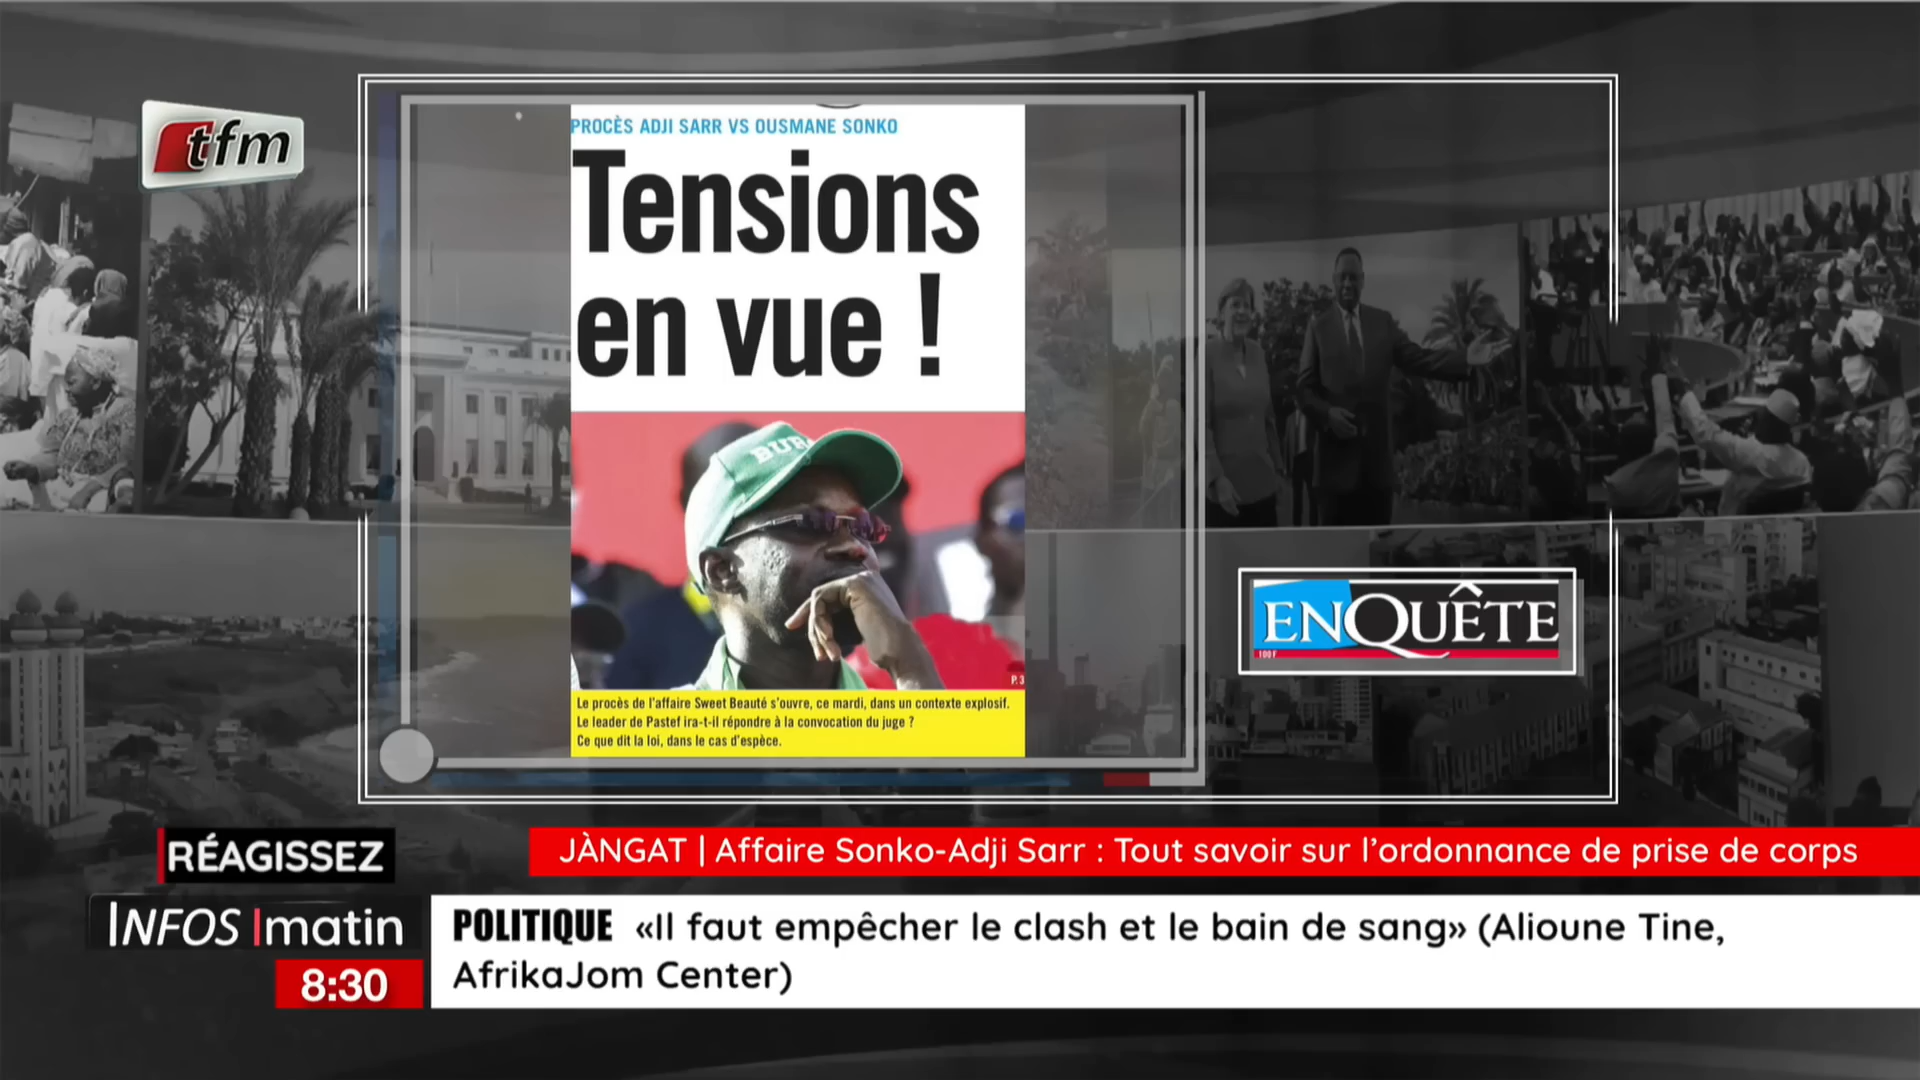 tfm
PROCÈS ADJI SARR VS OUSMANE SONKO
Tensions
en vue !
BUR
P.3
Le procès de l'affaire Sweet Beauté s'ouvre, ce mardi, dans un contexte explosif.
Le leader de Pastef ira-t-il répondre à la convocation du juge ?
Ce que dit la loi, dans le cas d'espèce.
ENQUÊTE
100 F
RÉAGISSEZ
JÀNGAT | Affaire Sonko-Adji Sarr : Tout savoir sur l'ordonnance de prise de corps
INFOS matin
8:30
POLITIQUE «Il faut empêcher le clash et le bain de sang» (Alioune Tine,
AfrikaJom Center)